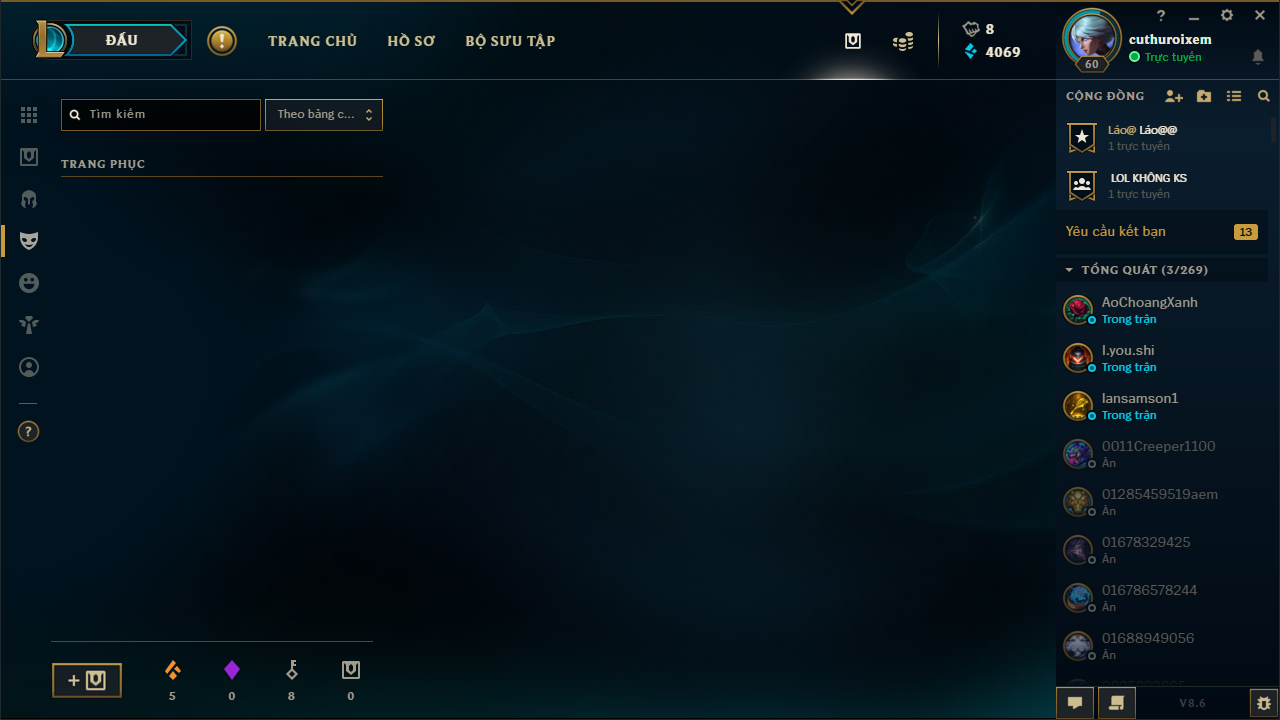 ĐẤU
TRANG CHỦ
HỒ SƠ
BỘ SƯU TẬP
8
4069
60
cuthuroixem
Trực tuyến
Tìm kiếm
Theo bảng c...
TRANG PHỤC
5
0
8
0
CỘNG ĐỒNG
Láo@ Láo@@
1 trực tuyến
LOL KHÔNG KS
1 trực tuyến
Yêu cầu kết bạn
13
TỔNG QUÁT (3/269)
AoChoangXanh
Trong trận
I.you.shi
Trong trận
lansamson1
Trong trận
0011Creeper1100
Ẩn
01285459519aem
Ẩn
01678329425
Ẩn
016786578244
Ẩn
01688949056
Ẩn
V8.6